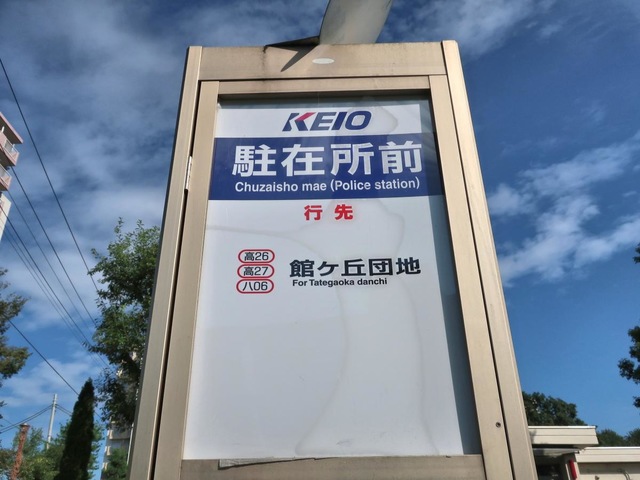 KEIO
駐在所前
Chuzaisho mae (Police station)
行先
高26
高27
八06
館ヶ丘団地
For Tategaoka danchi